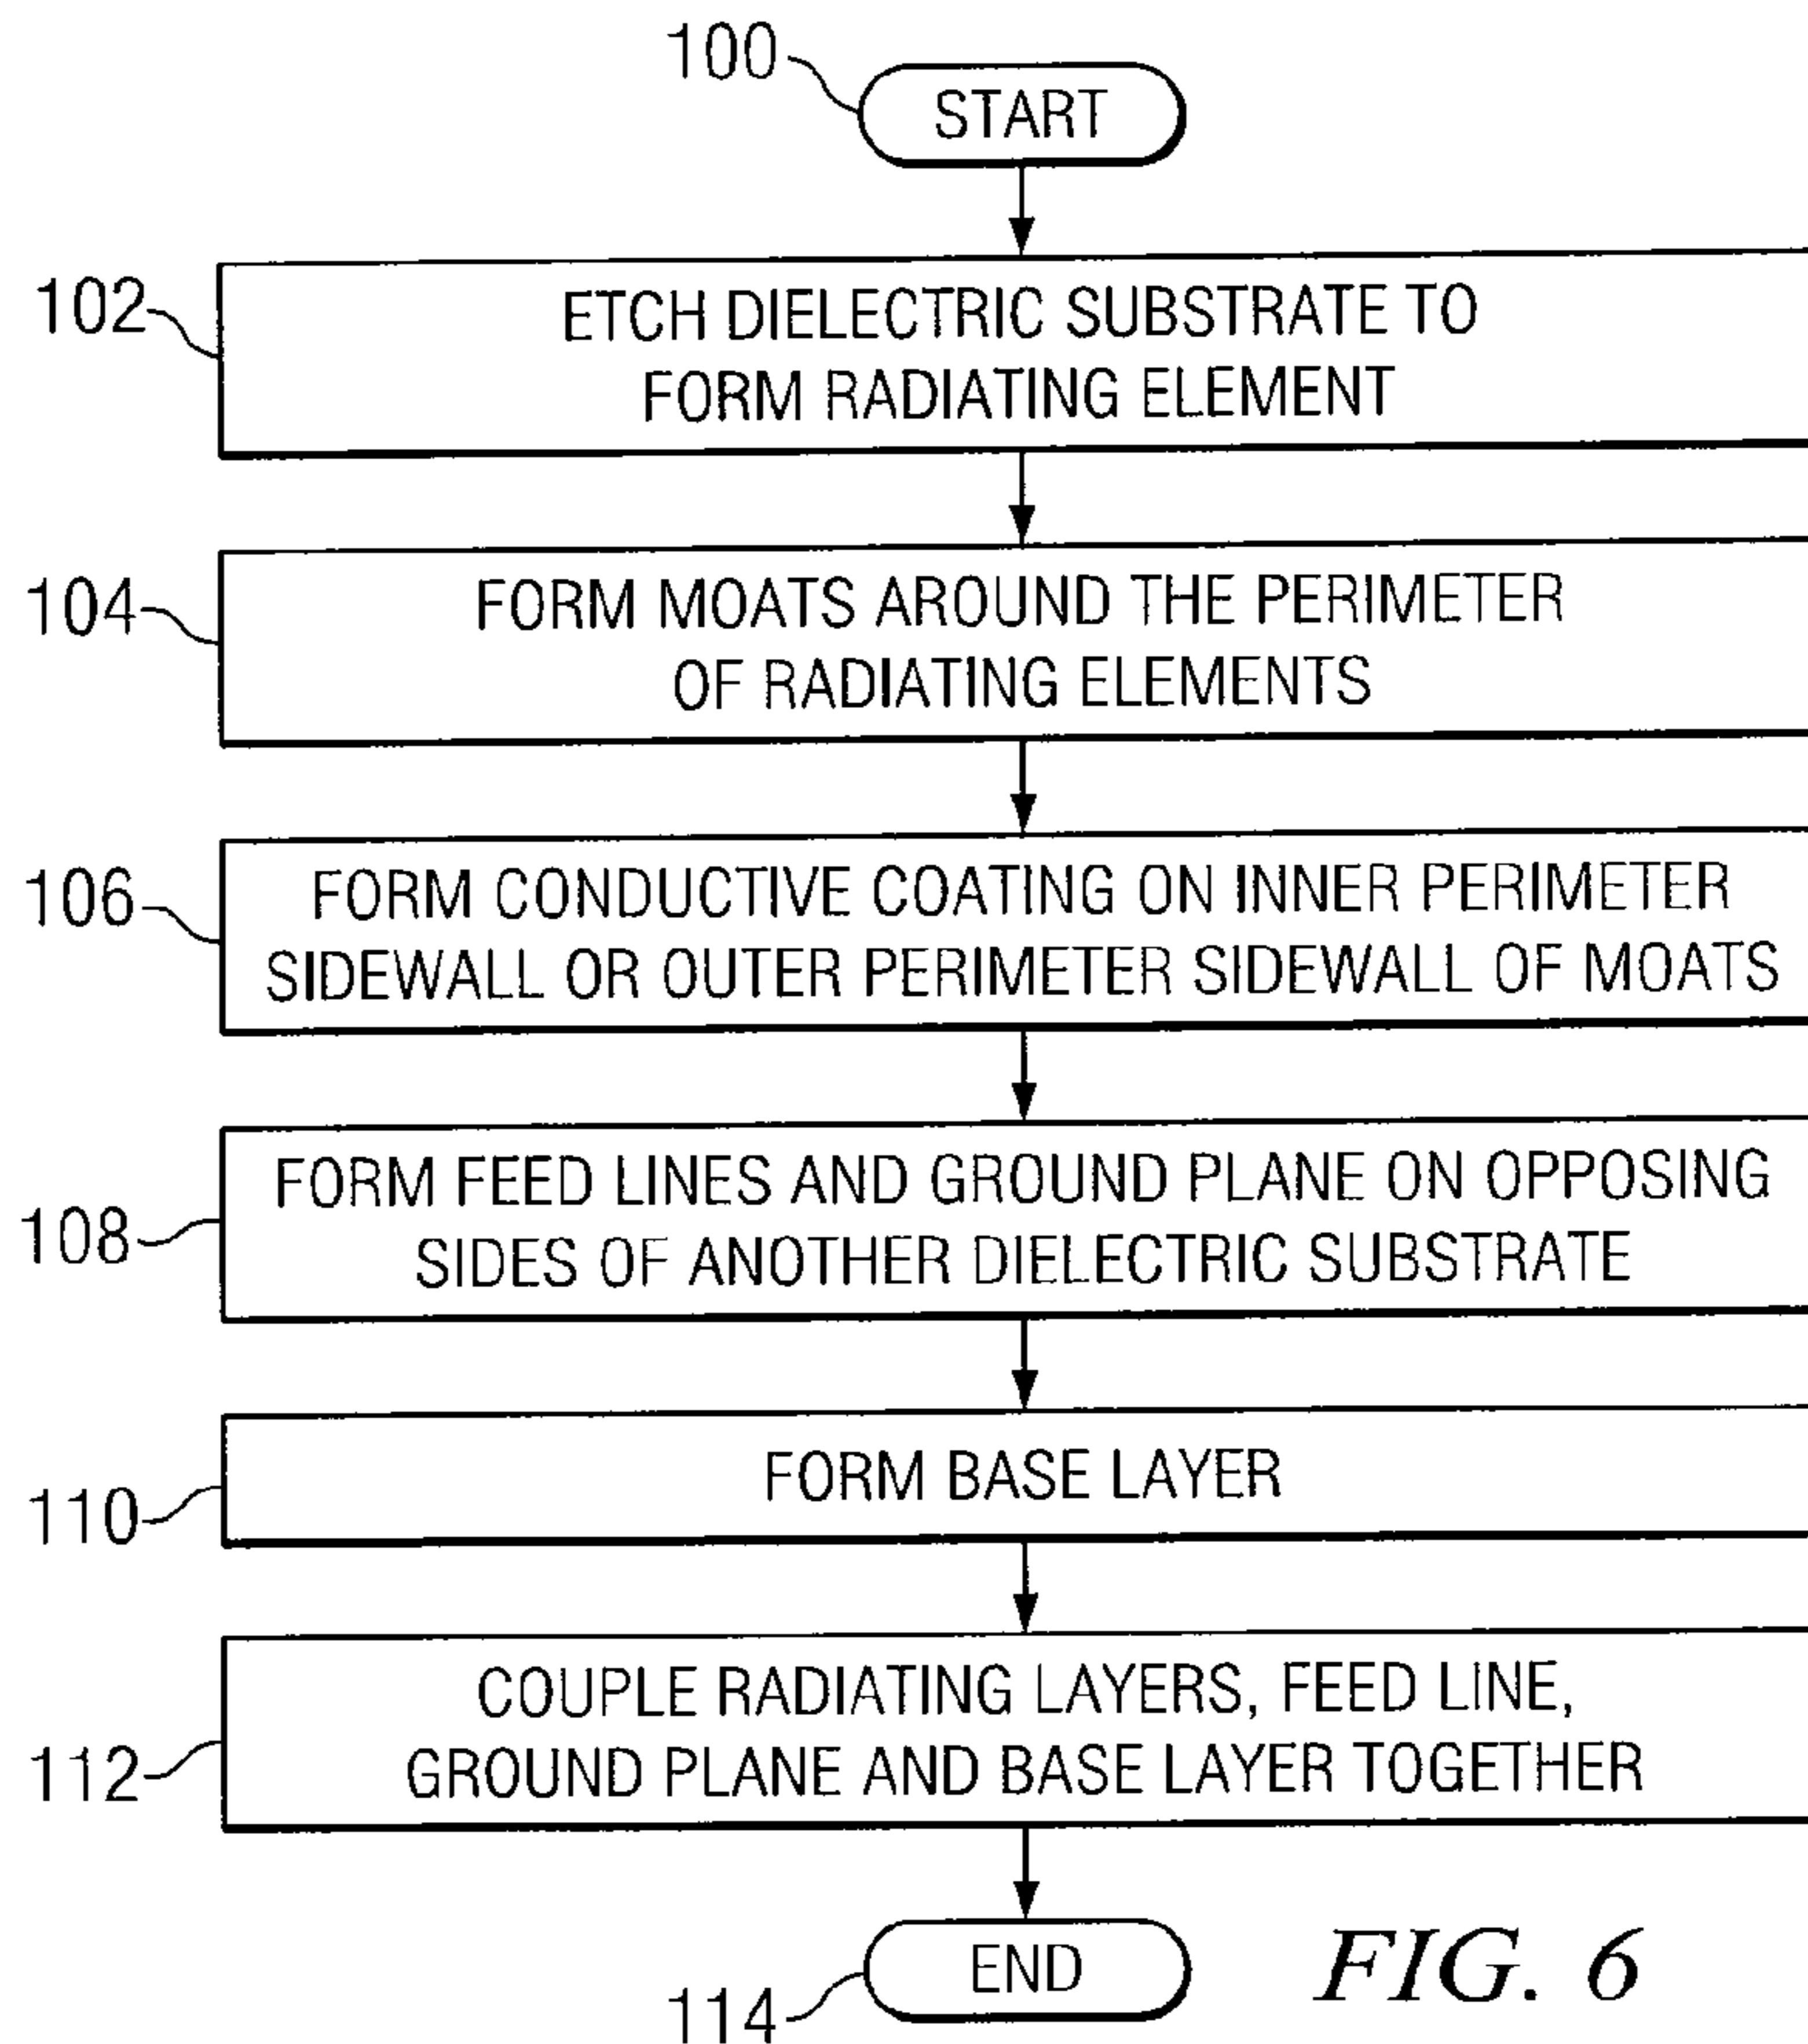 100
START
102
ETCH DIELECTRIC SUBSTRATE TO
FORM RADIATING ELEMENT
104
FORM MOATS AROUND THE PERIMETER
OF RADIATING ELEMENTS
106
FORM CONDUCTIVE COATING ON INNER PERIMETER
SIDEWALL OR OUTER PERIMETER SIDEWALL OF MOATS
108
FORM FEED LINES AND GROUND PLANE ON OPPOSING
SIDES OF ANOTHER DIELECTRIC SUBSTRATE
110
FORM BASE LAYER
112
COUPLE RADIATING LAYERS, FEED LINE,
GROUND PLANE AND BASE LAYER TOGETHER
114
END
FIG. 6